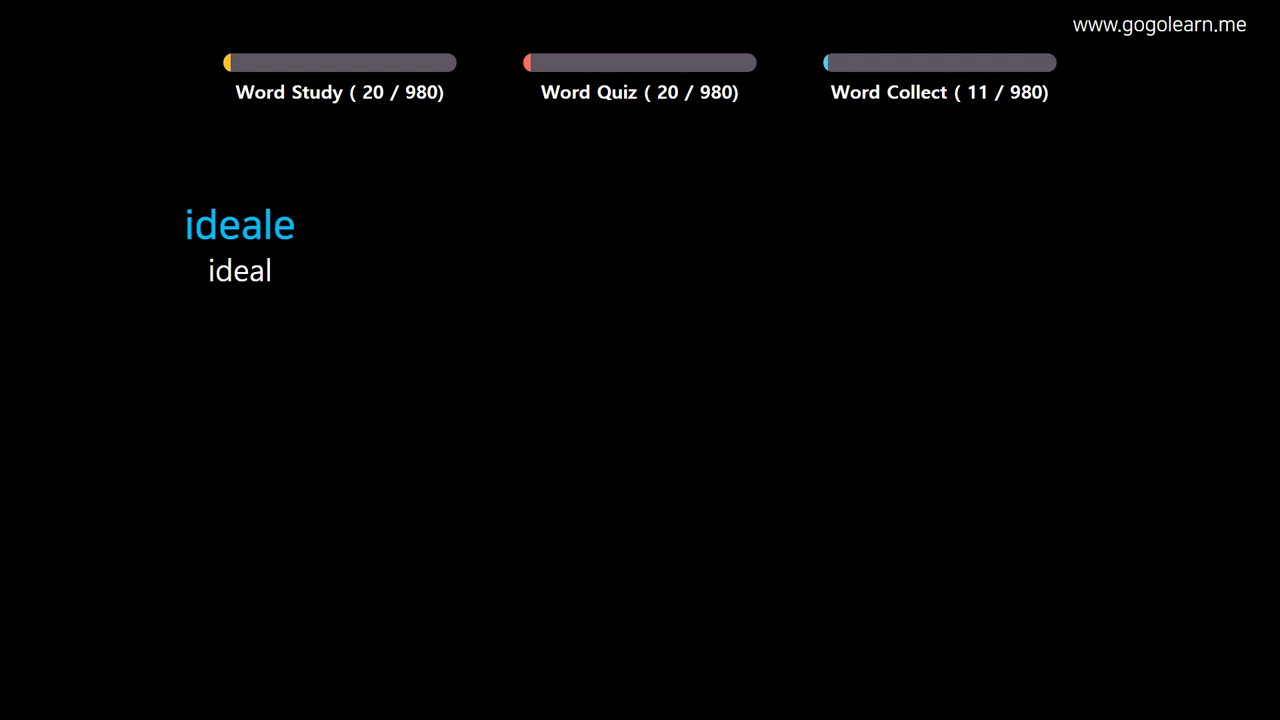 www.gogolearn.me
Word Study ( 20 / 980)
Word Quiz ( 20 / 980)
Word Collect ( 11 / 980)
ideale
ideal